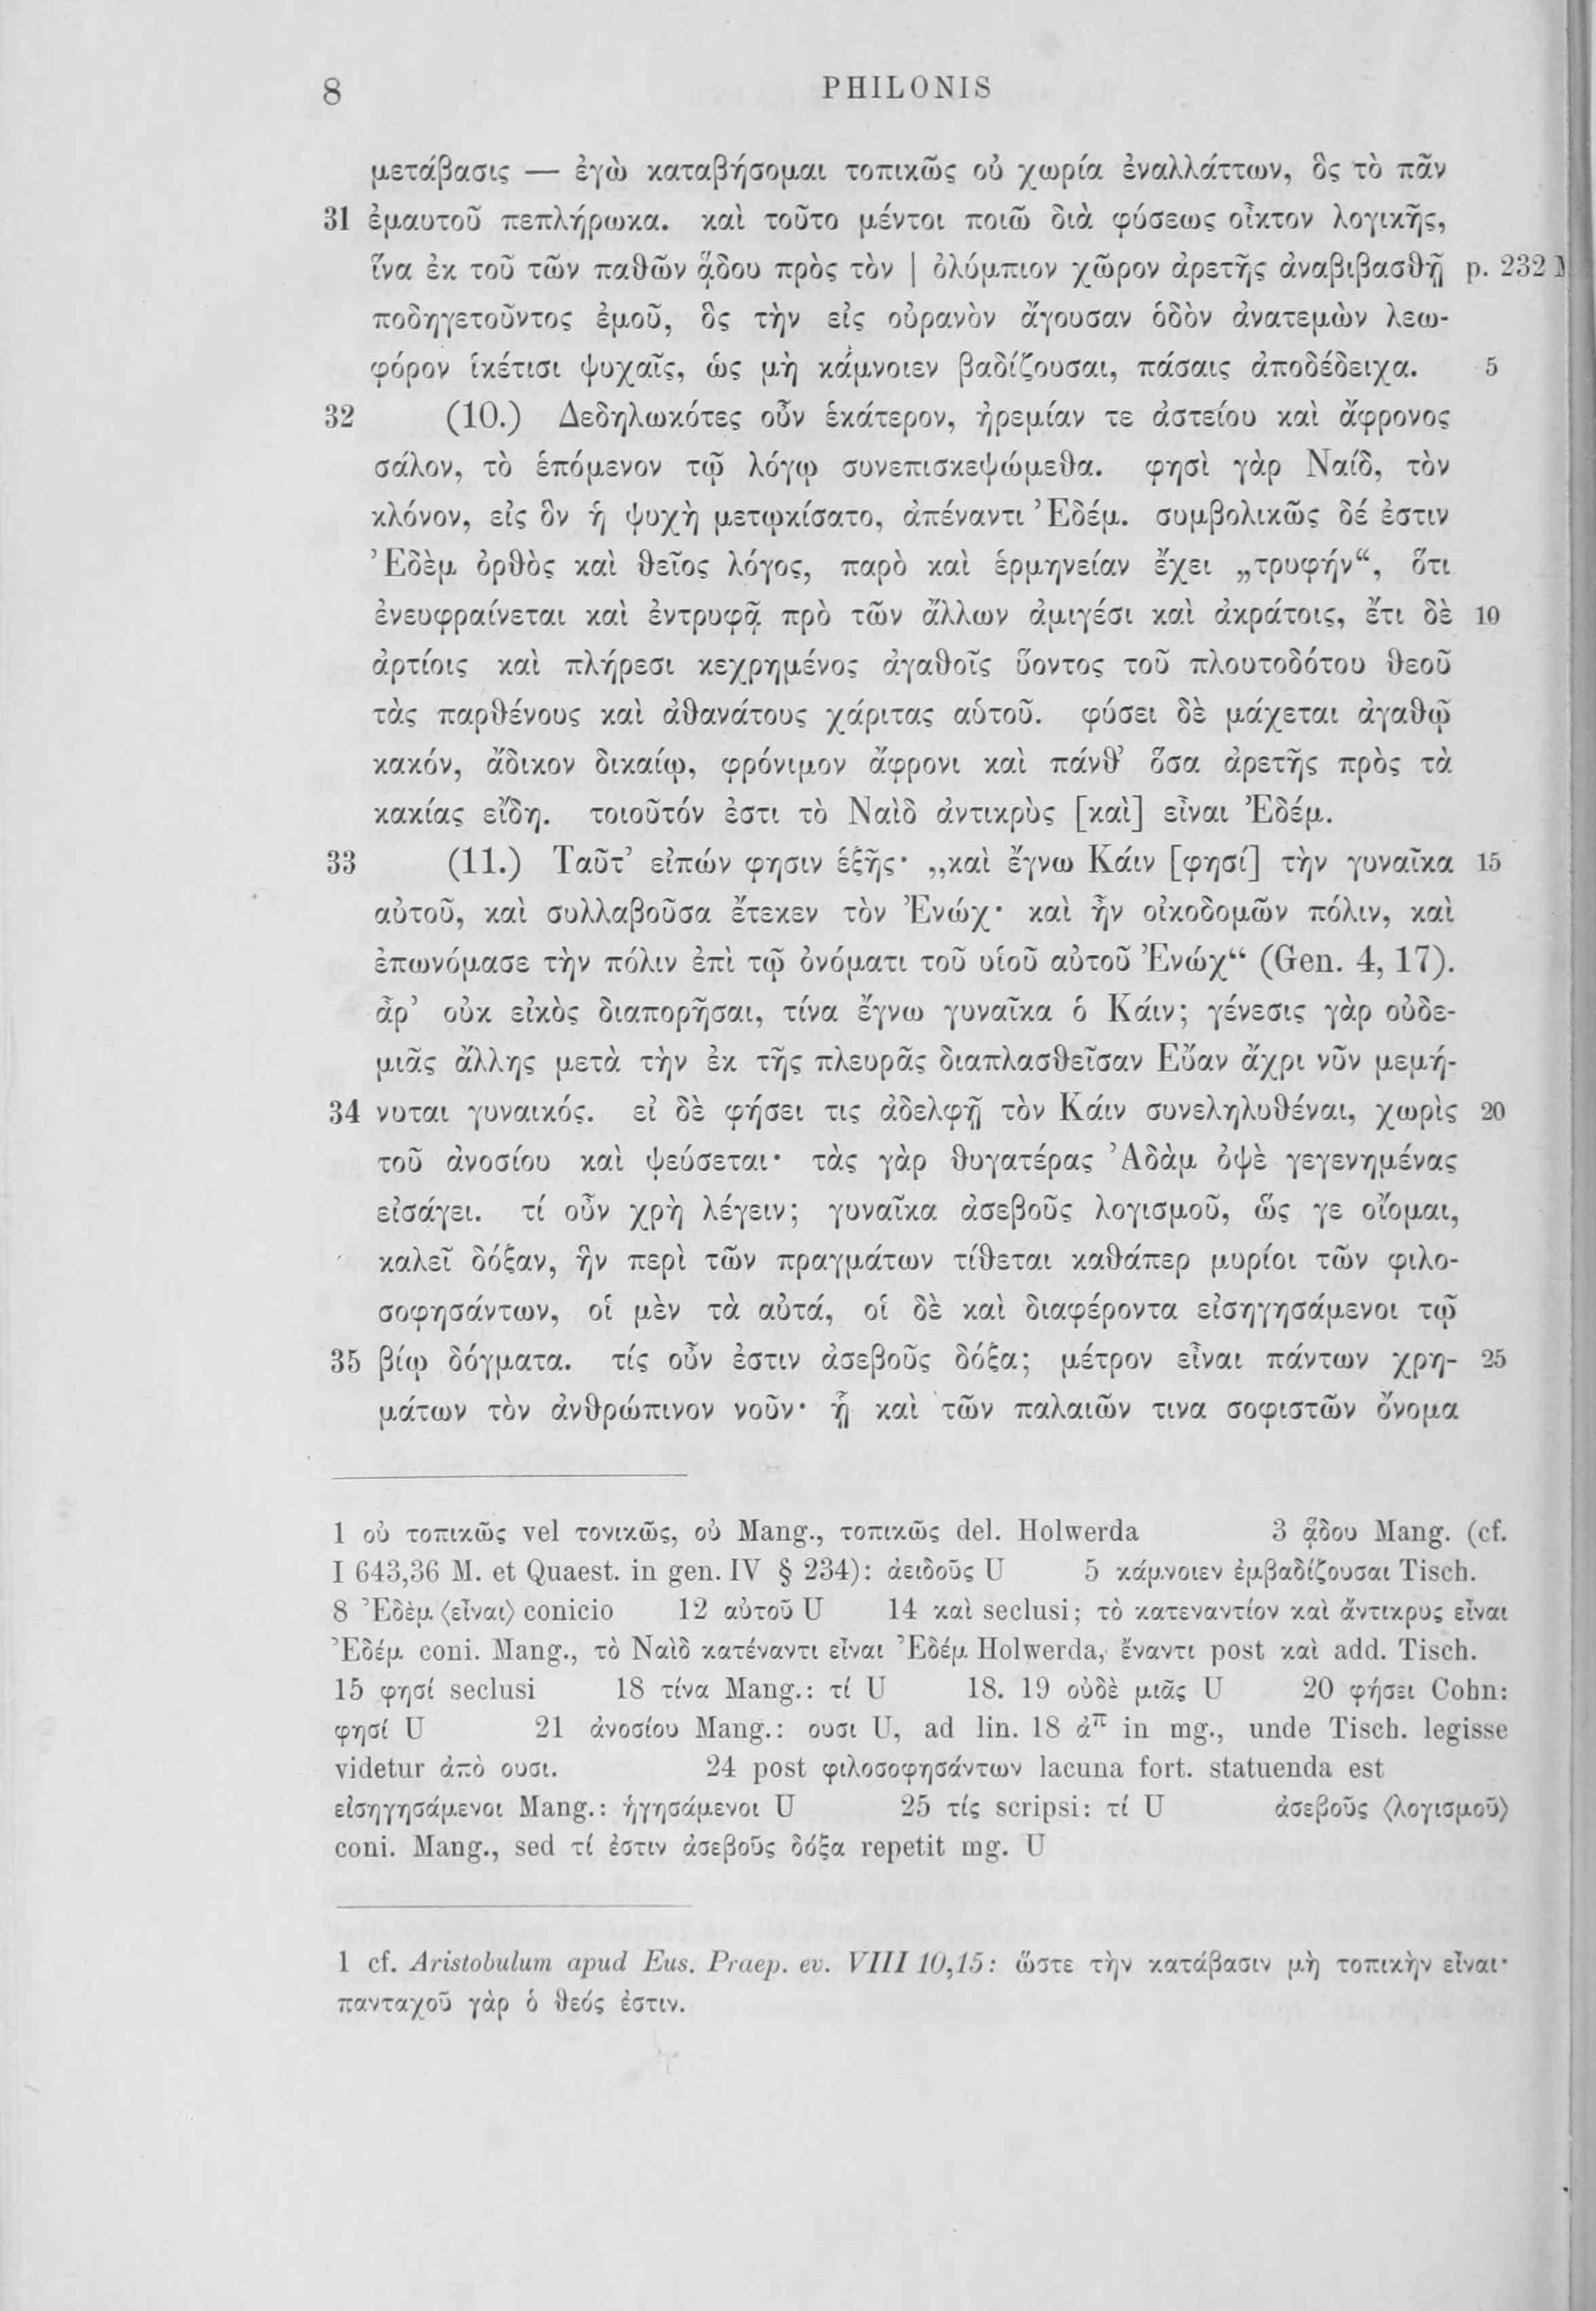 8 PHILONIS
μετάβασις — ἐγὼ καταβήσομαι τοπικῶς οὐ χωρία ἐναλλάττων, ὃς τὸ πᾶν
31 ἐμαυτοῦ πεπλήρωκα. καὶ τοῦτο μέντοι ποιῶ διὰ φύσεως οἶκτον λογικῆς,
ἵνα ἐκ τοῦ τῶν παθῶν ᾅδου πρὸς τὸν | ὀλύμπιον χῶρον ἀρετῆς ἀναβιβασθῇ p. 232
ποδηγετοῦντος ἐμοῦ, ὃς τὴν εἰς οὐρανὸν ἄγουσαν ὁδὸν ἀνατεμὼν λεω-
φόρον ἱκέτισι ψυχαῖς, ὡς μὴ κάμνοιεν βαδίζουσαι, πάσαις ἀποδέδειχα. 5
32 (10.) Δεδηλωκότες οὖν ἑκάτερον, ἠρεμίαν τε ἀστείου καὶ ἄφρονος
σάλον, τὸ ἑπόμενον τῷ λόγῳ συνεπισκεψώμεθα. φησὶ γὰρ Ναίδ, τὸν
κλόνον, εἰς ὃν ἡ ψυχὴ μετῳκίσατο, ἀπέναντι Ἐδέμ. συμβολικῶς δέ ἐστιν
Ἐδὲμ ὀρθὸς καὶ θεῖος λόγος, παρὸ καὶ ἑρμηνείαν ἔχει „τρυφήν“, ὅτι
ἐνευφραίνεται καὶ ἐντρυφᾷ πρὸ τῶν ἄλλων ἀμιγέσι καὶ ἀκράτοις, ἔτι δὲ 10
ἀρτίοις καὶ πλήρεσι κεχρημένος ἀγαθοῖς ὕοντος τοῦ πλουτοδότου θεοῦ
τὰς παρθένους καὶ ἀθανάτους χάριτας αὑτοῦ. φύσει δὲ μάχεται ἀγαθῷ
κακόν, ἄδικον δικαίῳ, φρόνιμον ἄφρονι καὶ πάνθ’ ὅσα ἀρετῆς πρὸς τὰ
κακίας εἴδη. τοιοῦτόν ἐστι τὸ Ναὶδ ἀντικρὺς [καὶ] εἶναι Ἐδέμ.
33 (11.) Ταῦτ’ εἰπών φησιν ἑξῆς· „καὶ ἔγνω Κάιν [φησί] τὴν γυναῖκα 15
αὐτοῦ, καὶ συλλαβοῦσα ἔτεκεν τὸν Ἐνώχ· καὶ ἦν οἰκοδομῶν πόλιν, καὶ
ἐπωνόμασε τὴν πόλιν ἐπὶ τῷ ὀνόματι τοῦ υἱοῦ αὐτοῦ Ἐνώχ“ (Gen. 4, 17).
ἆρ’ οὐκ εἰκὸς διαπορῆσαι, τίνα ἔγνω γυναῖκα ὁ Κάιν; γένεσις γὰρ οὐδε-
μιᾶς ἄλλης μετὰ τὴν ἐκ τῆς πλευρᾶς διαπλασθεῖσαν Εὔαν ἄχρι νῦν μεμή-
34 νυται γυναικός. εἰ δὲ φήσει τις ἀδελφῇ τὸν Κάιν συνεληλυθέναι, χωρὶς 20
τοῦ ἀνοσίου καὶ ψεύσεται· τὰς γὰρ θυγατέρας Ἀδὰμ ὀψὲ γεγενημένας
εἰσάγει. τί οὖν χρὴ λέγειν; γυναῖκα ἀσεβοῦς λογισμοῦ, ὥς γε οἴομαι,
καλεῖ δόξαν, ἣν περὶ τῶν πραγμάτων τίθεται καθάπερ μυρίοι τῶν φιλο-
σοφησάντων, οἱ μὲν τὰ αὐτά, οἱ δὲ καὶ διαφέροντα εἰσηγησάμενοι τῷ
35 βίῳ δόγματα. τίς οὖν ἐστιν ἀσεβοῦς δόξα; μέτρον εἶναι πάντων χρη- 25
μάτων τὸν ἀνθρώπινον νοῦν· ᾗ καὶ τῶν παλαιῶν τινα σοφιστῶν ὄνομα
1 οὐ τοπικῶς vel τονικῶς, οὐ Mang., τοπικῶς del. Holwerda 3 ᾅδου Mang. (cf.
I 643,36 M. et Quaest. in gen. IV § 234): ἀειδοῦς U 5 κάμνοιεν ἐμβαδίζουσαι Tisch.
8 Ἐδὲμ ⟨εἶναι⟩ conicio 12 αὐτοῦ U 14 καὶ seclusi; τὸ κατεναντίον καὶ ἄντικρυς εἶναι
Ἐδέμ coni. Mang., τὸ Ναὶδ κατέναντι εἶναι Ἐδέμ Holwerda, ἔναντι post καὶ add. Tisch.
15 φησί seclusi 18 τίνα Mang.: τί U 18. 19 οὐδὲ μιᾶς U 20 φήσει Cohn:
φησί U 21 ἀνοσίου Mang.: ουσι U, ad lin. 18 ἀπ in mg., unde Tisch. legisse
videtur ἀπὸ ουσι. 24 post φιλοσοφησάντων lacuna fort. statuenda est
εἰσηγησάμενοι Mang.: ἡγησάμενοι U 25 τίς scripsi: τί U ἀσεβοῦς ⟨λογισμοῦ⟩
coni. Mang., sed τί ἐστιν ἀσεβοῦς δόξα repetit mg. U
1 cf. Aristobulum apud Eus. Praep. ev. VIII 10,15: ὥστε τὴν κατάβασιν μὴ τοπικὴν εἶναι·
πανταχοῦ γὰρ ὁ θεός ἐστιν.